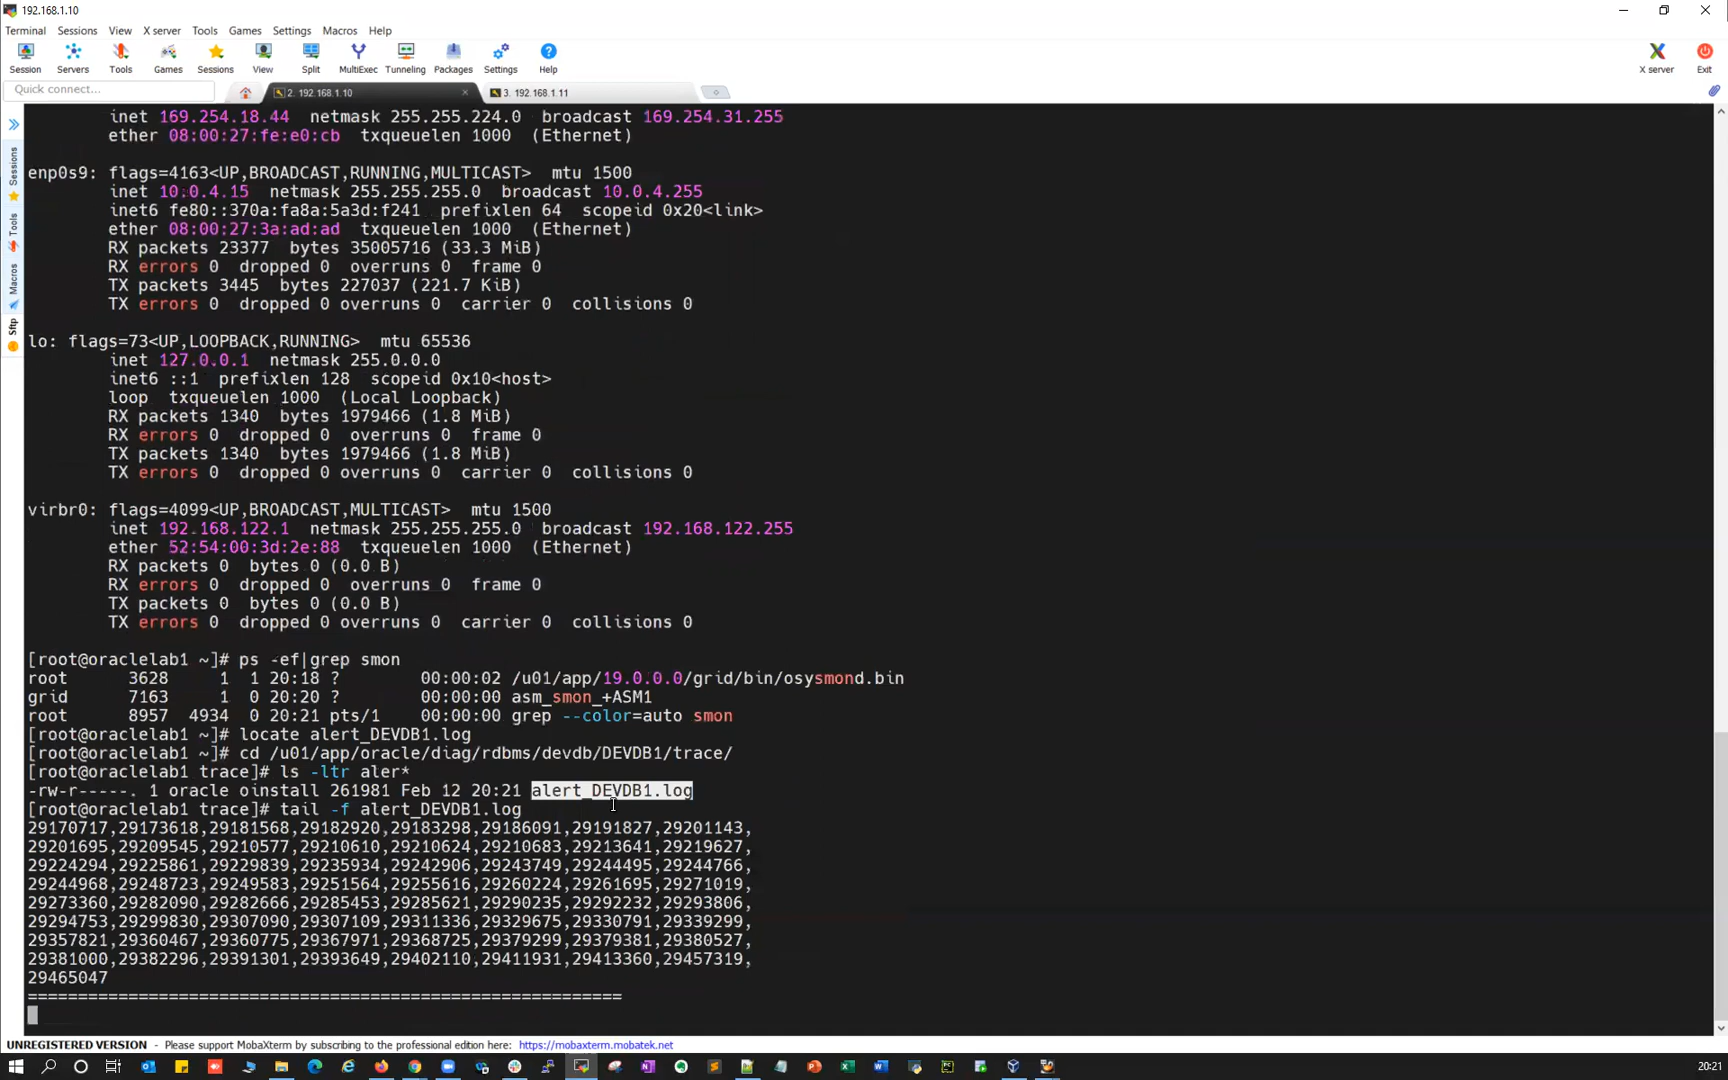 192.168.1.10
Terminal Sessions View X server Tools Games Settings Macros Help
Session Servers Tools Games Sessions View Split MultiExec Tunneling Packages Settings Help X server Exit
Quick connect... 2. 192.168.1.10 3. 192.168.1.11
Sessions
Tools
Macros
Sftp
inet 169.254.18.44 netmask 255.255.224.0 broadcast 169.254.31.255
ether 08:00:27:fe:e0:cb txqueuelen 1000 (Ethernet)
enp0s9: flags=4163<UP,BROADCAST,RUNNING,MULTICAST> mtu 1500
inet 10.0.4.15 netmask 255.255.255.0 broadcast 10.0.4.255
inet6 fe80::370a:fa8a:5a3d:f241 prefixlen 64 scopeid 0x20<link>
ether 08:00:27:3a:ad:ad txqueuelen 1000 (Ethernet)
RX packets 23377 bytes 35005716 (33.3 MiB)
RX errors 0 dropped 0 overruns 0 frame 0
TX packets 3445 bytes 227037 (221.7 KiB)
TX errors 0 dropped 0 overruns 0 carrier 0 collisions 0
lo: flags=73<UP,LOOPBACK,RUNNING> mtu 65536
inet 127.0.0.1 netmask 255.0.0.0
inet6 ::1 prefixlen 128 scopeid 0x10<host>
loop txqueuelen 1000 (Local Loopback)
RX packets 1340 bytes 1979466 (1.8 MiB)
RX errors 0 dropped 0 overruns 0 frame 0
TX packets 1340 bytes 1979466 (1.8 MiB)
TX errors 0 dropped 0 overruns 0 carrier 0 collisions 0
virbr0: flags=4099<UP,BROADCAST,MULTICAST> mtu 1500
inet 192.168.122.1 netmask 255.255.255.0 broadcast 192.168.122.255
ether 52:54:00:3d:2e:88 txqueuelen 1000 (Ethernet)
RX packets 0 bytes 0 (0.0 B)
RX errors 0 dropped 0 overruns 0 frame 0
TX packets 0 bytes 0 (0.0 B)
TX errors 0 dropped 0 overruns 0 carrier 0 collisions 0
[root@oraclelab1 ~]# ps -ef|grep smon
root 3628 1 1 20:18 ? 00:00:02 /u01/app/19.0.0.0/grid/bin/osysmond.bin
grid 7163 1 0 20:20 ? 00:00:00 asm_smon_+ASM1
root 8957 4934 0 20:21 pts/1 00:00:00 grep --color=auto smon
[root@oraclelab1 ~]# locate alert_DEVDB1.log
[root@oraclelab1 ~]# cd /u01/app/oracle/diag/rdbms/devdb/DEVDB1/trace/
[root@oraclelab1 trace]# ls -ltr aler*
-rw-r-----. 1 oracle oinstall 261981 Feb 12 20:21 alert_DEVDB1.log
[root@oraclelab1 trace]# tail -f alert_DEVDB1.log
29170717,29173618,29181568,29182920,29183298,29186091,29191827,29201143,
29201695,29209545,29210577,29210610,29210624,29210683,29213641,29219627,
29224294,29225861,29229839,29235934,29242906,29243749,29244495,29244766,
29244968,29248723,29249583,29251564,29255616,29260224,29261695,29271019,
29273360,29282090,29282666,29285453,29285621,29290235,29292232,29293806,
29294753,29299830,29307090,29307109,29311336,29329675,29330791,29339299,
29357821,29360467,29360775,29367971,29368725,29379299,29379381,29380527,
29381000,29382296,29391301,29393649,29402110,29411931,29413360,29457319,
29465047
===========================================================
UNREGISTERED VERSION - Please support MobaXterm by subscribing to the professional edition here: https://mobaxterm.mobatek.net
20:21